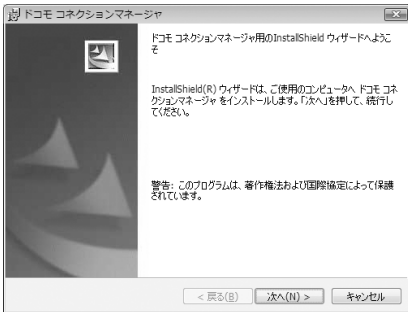 ドコモ コネクションマネージャ
ドコモ コネクションマネージャ用のInstallShield ウィザードへようこ
そ
InstallShield(R) ウィザードは、ご使用のコンピュータへ ドコモ コネ
クションマネージャ をインストールします。「次へ」を押して、続行し
てください。
警告: このプログラムは、著作権法および国際協定によって保護
されています。
< 戻る(B)
次へ(N) >
キャンセル